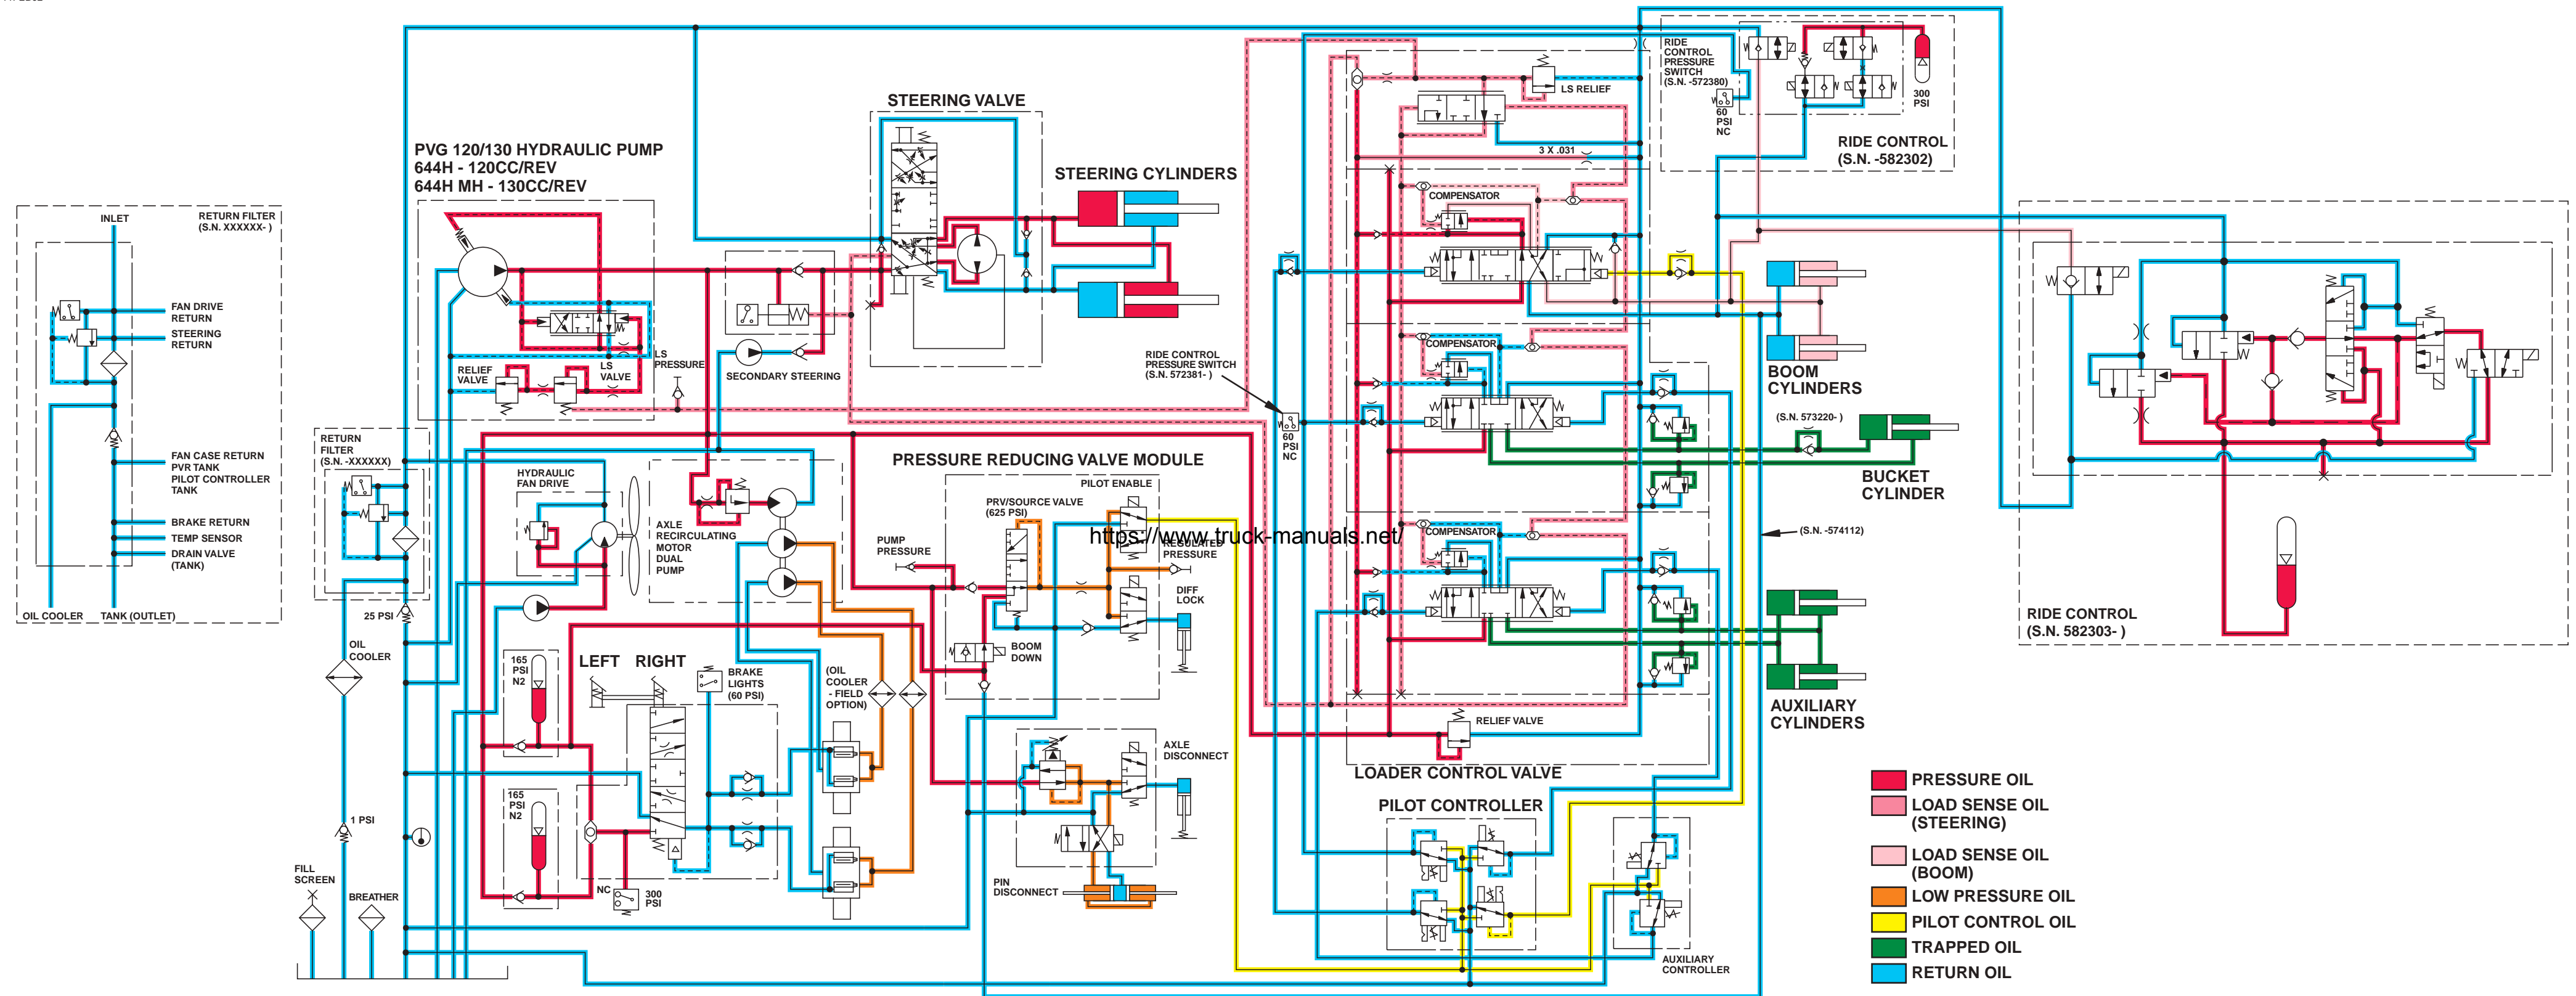 INLET
RETURN FILTER
(S.N. XXXXXX- )
FAN DRIVE
RETURN
STEERING
RETURN
FAN CASE RETURN
PVR TANK
PILOT CONTROLLER
TANK
BRAKE RETURN
TEMP SENSOR
DRAIN VALVE
(TANK)
OIL COOLER
TANK (OUTLET)
PVG 120/130 HYDRAULIC PUMP
644H - 120CC/REV
644H MH - 130CC/REV
RELIEF
VALVE
LS
VALVE
LS
PRESSURE
RETURN
FILTER
(S.N. -XXXXXX)
25 PSI
OIL
COOLER
1 PSI
FILL
SCREEN
BREATHER
HYDRAULIC
FAN DRIVE
AXLE
RECIRCULATING
MOTOR
DUAL
PUMP
165
PSI
N2
165
PSI
N2
LEFT
RIGHT
BRAKE
LIGHTS
(60 PSI)
NC
300
PSI
(OIL
COOLER
- FIELD
OPTION)
STEERING VALVE
STEERING CYLINDERS
SECONDARY STEERING
PRESSURE REDUCING VALVE MODULE
PILOT ENABLE
PRV/SOURCE VALVE
(625 PSI)
PUMP
PRESSURE
REGULATED
PRESSURE
DIFF
LOCK
BOOM
DOWN
AXLE
DISCONNECT
PIN
DISCONNECT
https://www.truck-manuals.net/
RIDE CONTROL
PRESSURE SWITCH
(S.N. 572381- )
60
PSI
NC
LS RELIEF
3 X .031
COMPENSATOR
COMPENSATOR
COMPENSATOR
RELIEF VALVE
LOADER CONTROL VALVE
PILOT CONTROLLER
AUXILIARY
CONTROLLER
RIDE
CONTROL
PRESSURE
SWITCH
(S.N. -572380)
60
PSI
NC
300
PSI
RIDE CONTROL
(S.N. -582302)
BOOM
CYLINDERS
(S.N. 573220- )
BUCKET
CYLINDER
(S.N. -574112)
AUXILIARY
CYLINDERS
RIDE CONTROL
(S.N. 582303- )
PRESSURE OIL
LOAD SENSE OIL
(STEERING)
LOAD SENSE OIL
(BOOM)
LOW PRESSURE OIL
PILOT CONTROL OIL
TRAPPED OIL
RETURN OIL